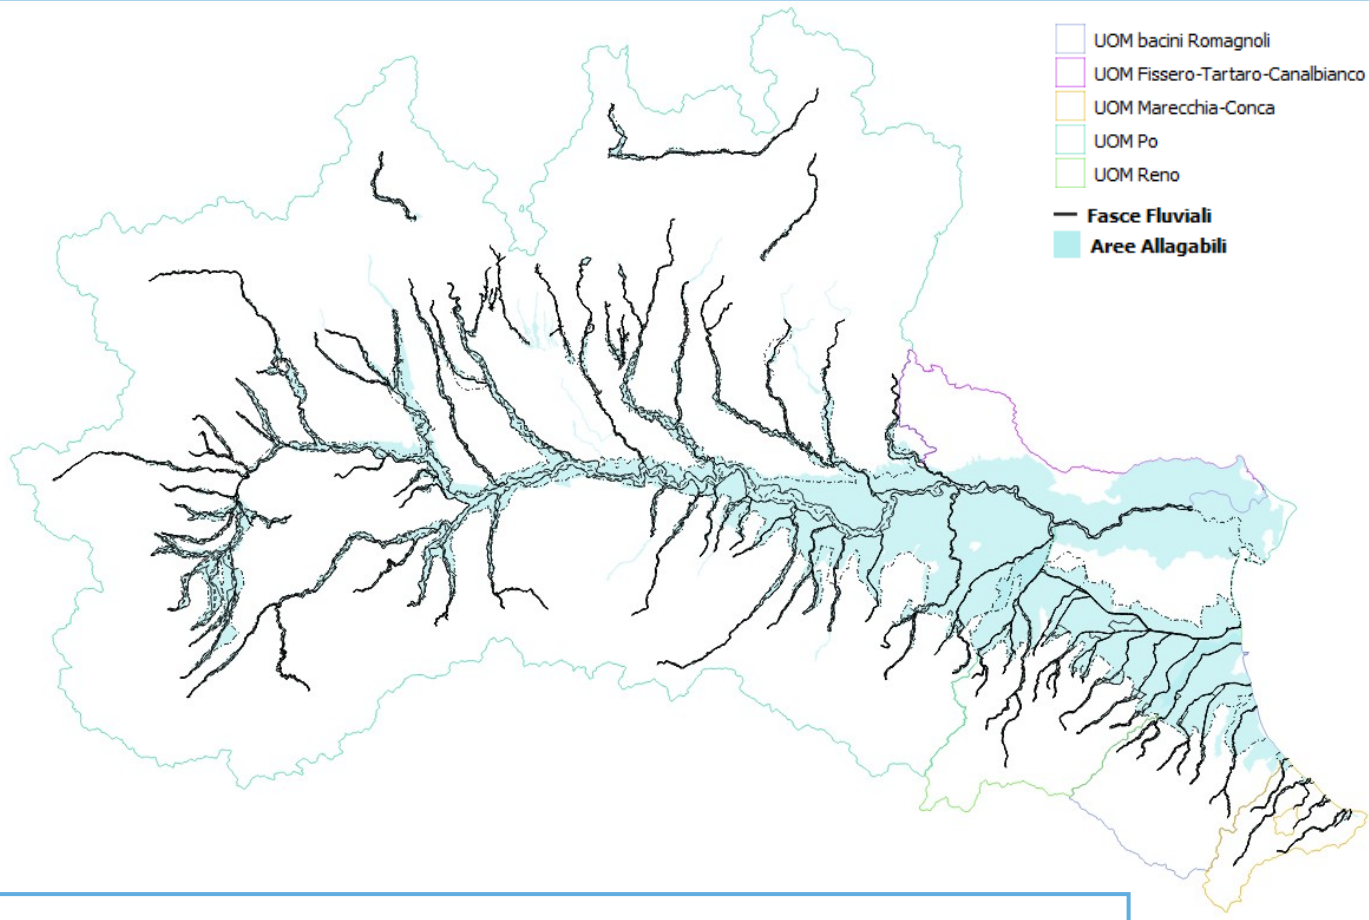 UOM bacini Romagnoli
UOM Fissero-Tartaro-Canalbianco
UOM Marecchia-Conca
UOM Po
UOM Reno
Fasce Fluviali
Aree Allagabili